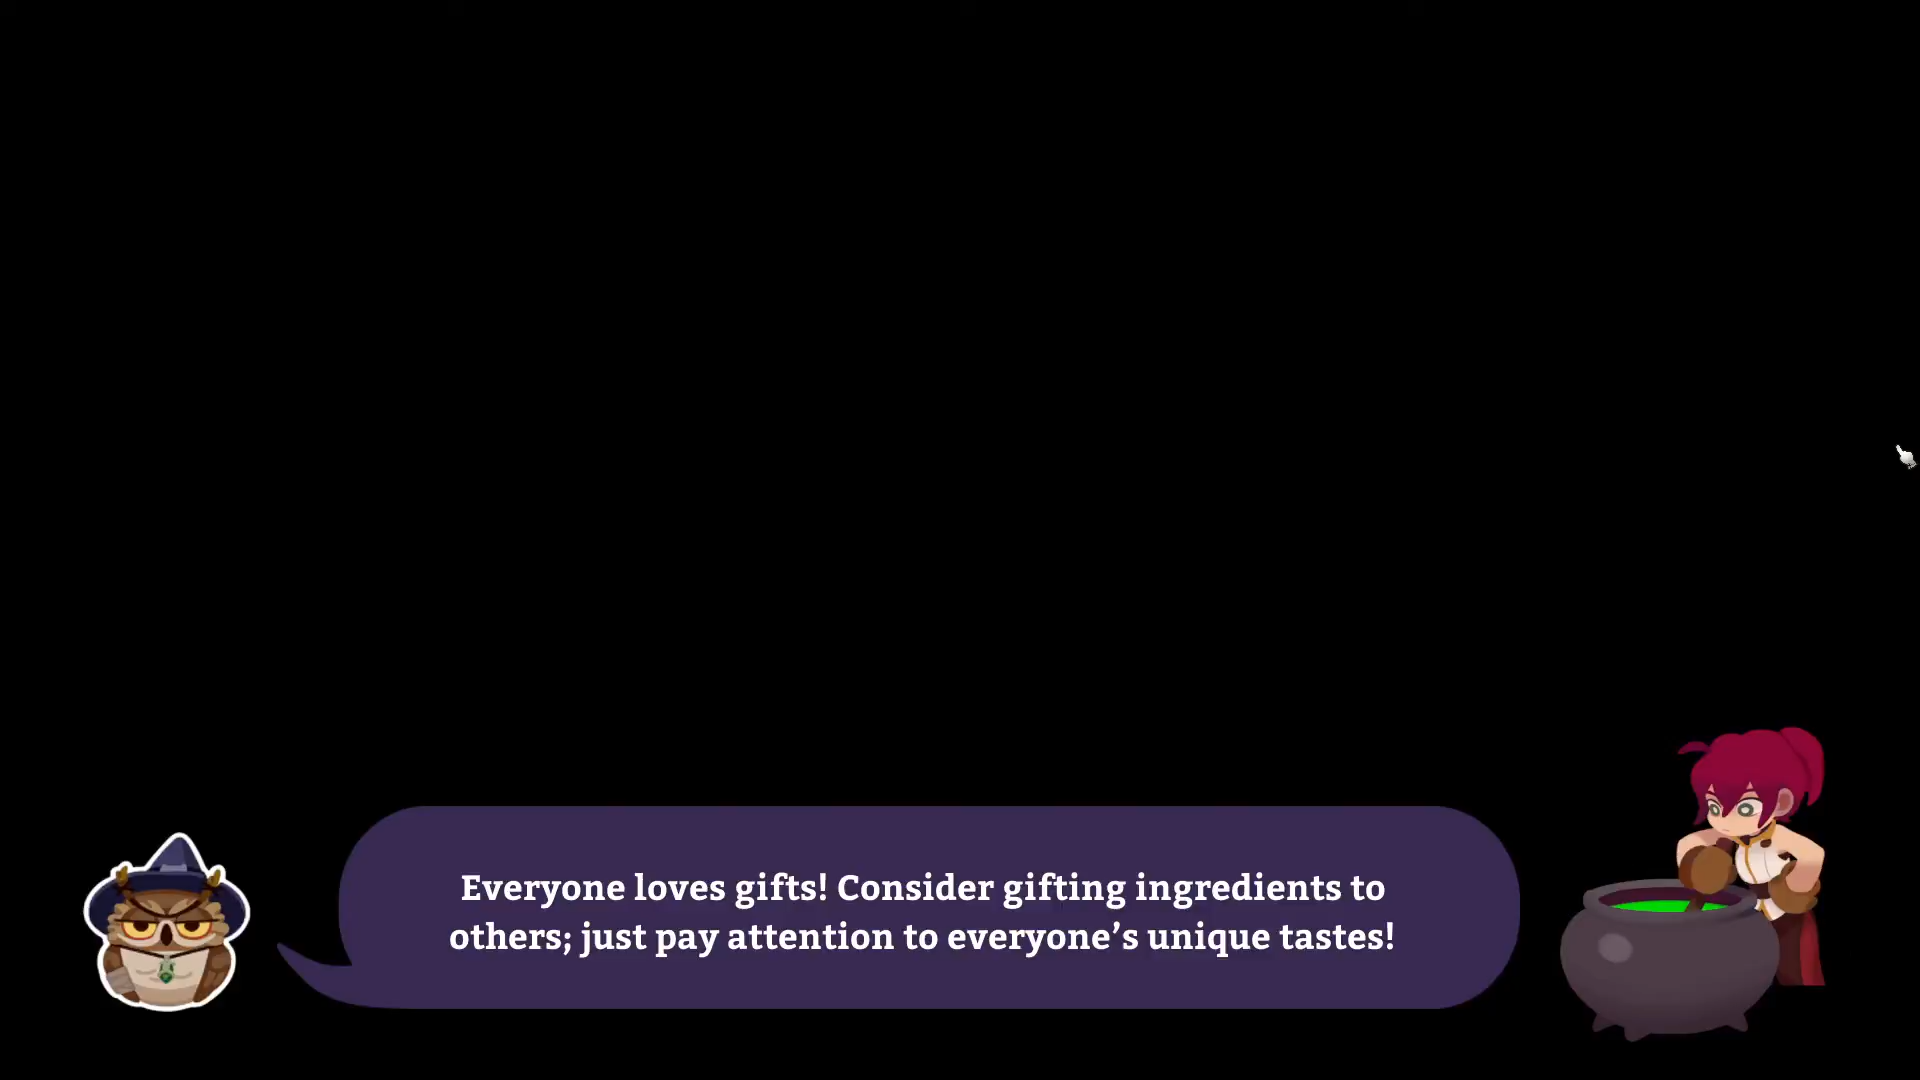 Everyone loves gifts! Consider gifting ingredients to
others; just pay attention to everyone’s unique tastes!